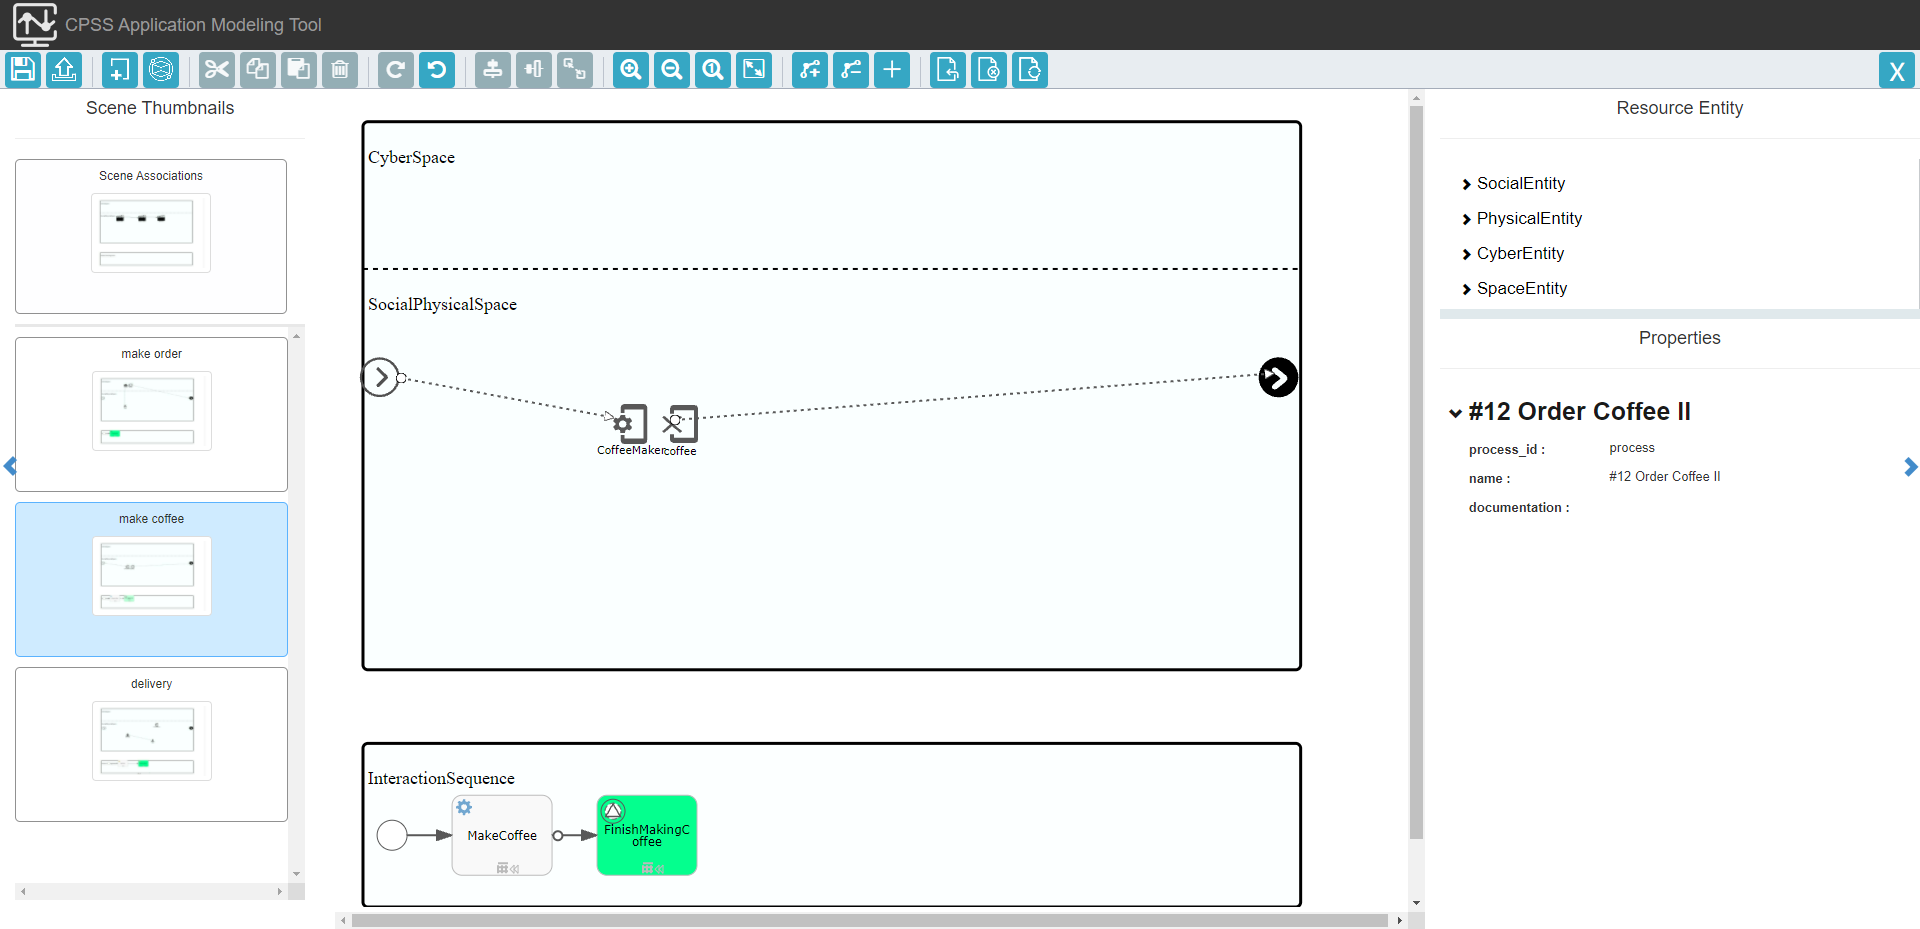 CPSS Application Modeling Tool
X
Scene Thumbnails
Scene Associations
make order
make coffee
delivery
CyberSpace
SocialPhysicalSpace
CoffeeMaker
coffee
InteractionSequence
MakeCoffee
FinishMakingC
offee
Resource Entity
SocialEntity
PhysicalEntity
CyberEntity
SpaceEntity
Properties
#12 Order Coffee II
process_id : process
name : #12 Order Coffee II
documentation :